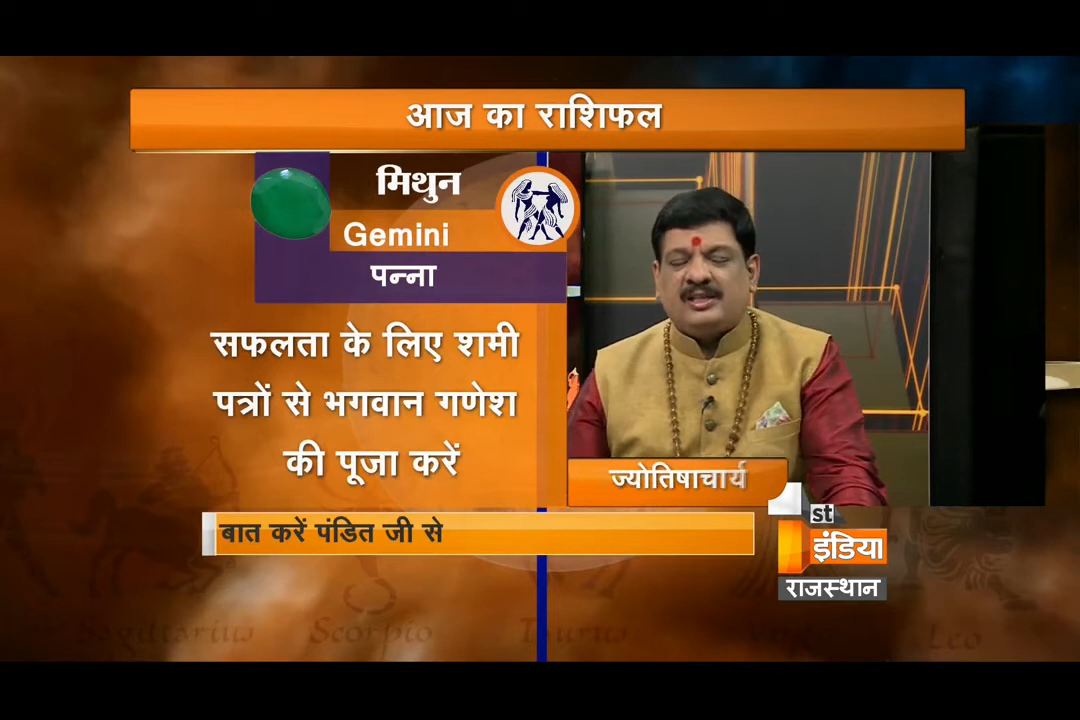 आज का राशिफल
मिथुन
Gemini
पन्ना
सफलता के लिए शमी
पत्रों से भगवान गणेश
की पूजा करें
ज्योतिषाचार्य
बात करें पंडित जी से
1st
इंडिया
राजस्थान
Sagittarius
Scorpio
Taurus
Leo